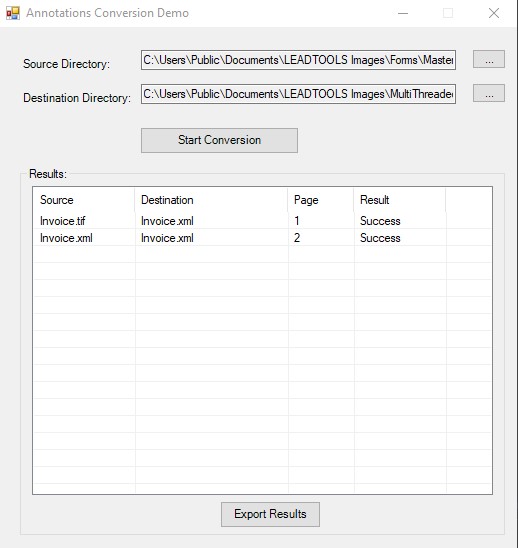 Annotations Conversion Demo
Source Directory: C:\Users\Public\Documents\LEADTOOLS Images\Forms\Master ...
Destination Directory: C:\Users\Public\Documents\LEADTOOLS Images\MultiThreade ...
Start Conversion
Results:
Source Destination Page Result
Invoice.tif Invoice.xml 1 Success
Invoice.xml Invoice.xml 2 Success
Export Results